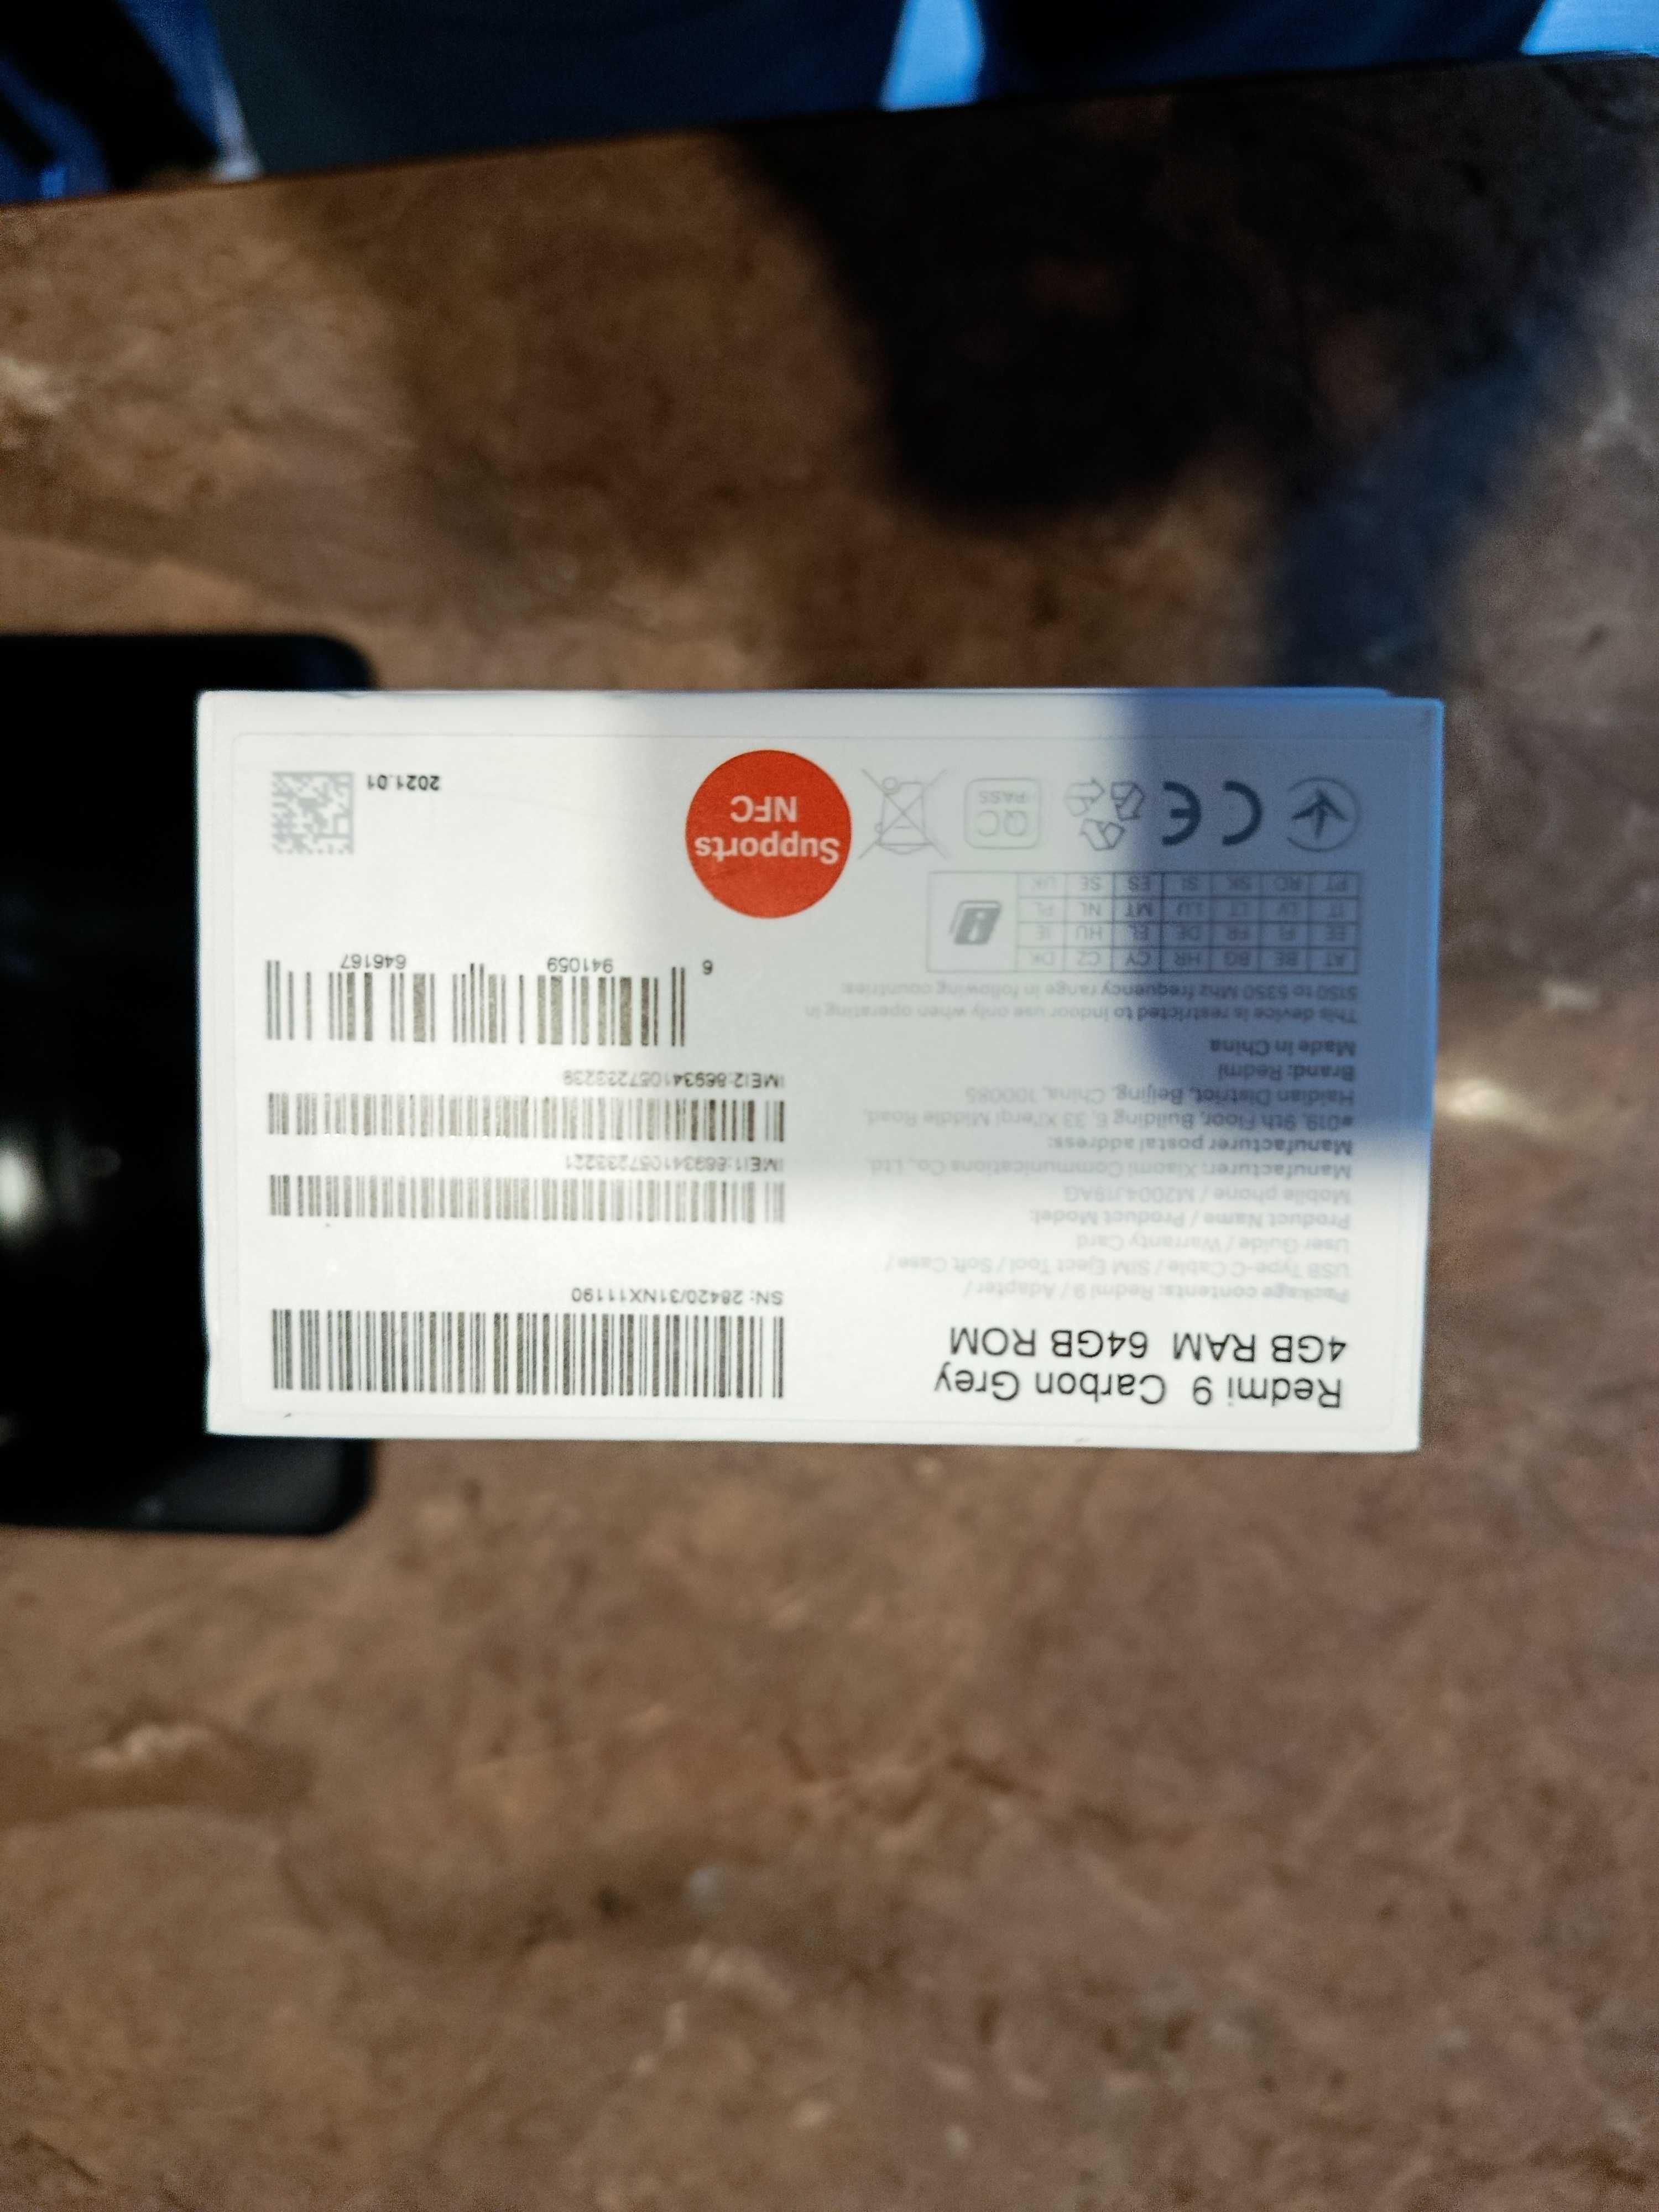 Redmi 9 Carbon Grey
4GB RAM 64GB ROM
Package contents: Redmi 9 / Adapter /
USB Type-C Cable / SIM Eject Tool / Soft Case /
User Guide / Warranty Card
Product Name / Product Model:
Mobile phone / M2004J19AG
Manufacturer: Xiaomi Communications Co., Ltd.
Manufacturer postal address:
#019, 9th Floor, Building 6, 33 Xi'erqi Middle Road,
Haidian District, Beijing, China, 100085
Brand: Redmi
Made in China
This device is restricted to indoor use only when operating in
5150 to 5350 Mhz frequency range in following countries:
AT BE BG HR CY CZ DK
EE FI FR DE EL HU IE
IT LV LT LU MT NL PL
PT RO SK SI ES SE UK
CE
QC
PASS
SN: 28420/31NX11190
IMEI1:869341057233221
IMEI2:869341057233239
6 941059 646167
Supports
NFC
2021.01